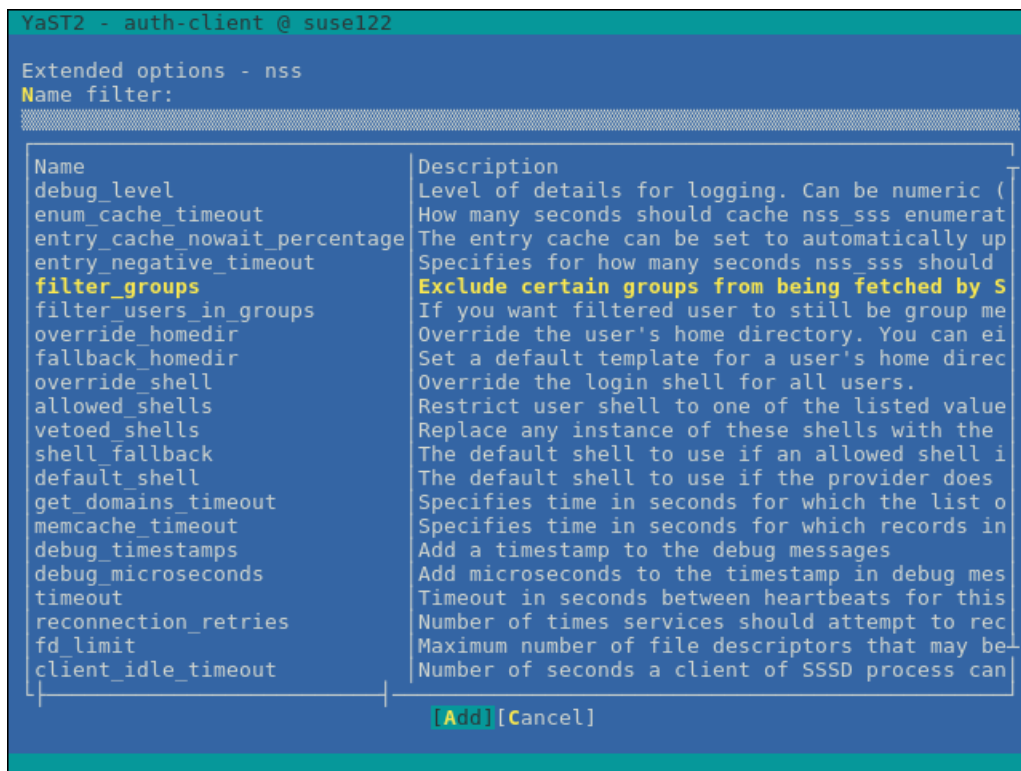 YaST2 - auth-client @ suse122
Extended options - nss
Name filter:
Name Description
debug_level Level of details for logging. Can be numeric (
enum_cache_timeout How many seconds should cache nss_sss enumerat
entry_cache_nowait_percentage The entry cache can be set to automatically up
entry_negative_timeout Specifies for how many seconds nss_sss should
filter_groups Exclude certain groups from being fetched by S
filter_users_in_groups If you want filtered user to still be group me
override_homedir Override the user's home directory. You can ei
fallback_homedir Set a default template for a user's home direc
override_shell Override the login shell for all users.
allowed_shells Restrict user shell to one of the listed value
vetoed_shells Replace any instance of these shells with the
shell_fallback The default shell to use if an allowed shell i
default_shell The default shell to use if the provider does
get_domains_timeout Specifies time in seconds for which the list o
memcache_timeout Specifies time in seconds for which records in
debug_timestamps Add a timestamp to the debug messages
debug_microseconds Add microseconds to the timestamp in debug mes
timeout Timeout in seconds between heartbeats for this
reconnection_retries Number of times services should attempt to rec
fd_limit Maximum number of file descriptors that may be
client_idle_timeout Number of seconds a client of SSSD process can
[Add][Cancel]